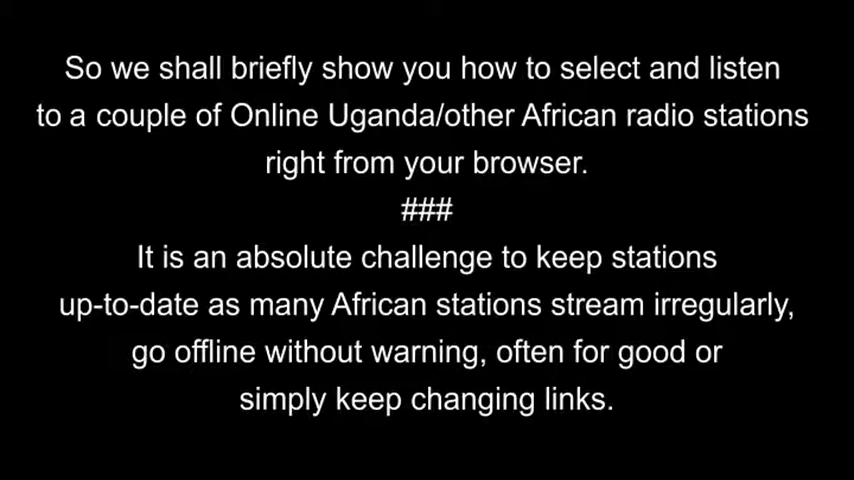 So we shall briefly show you how to select and listen
to a couple of Online Uganda/other African radio stations
right from your browser.
###
It is an absolute challenge to keep stations
up-to-date as many African stations stream irregularly,
go offline without warning, often for good or
simply keep changing links.